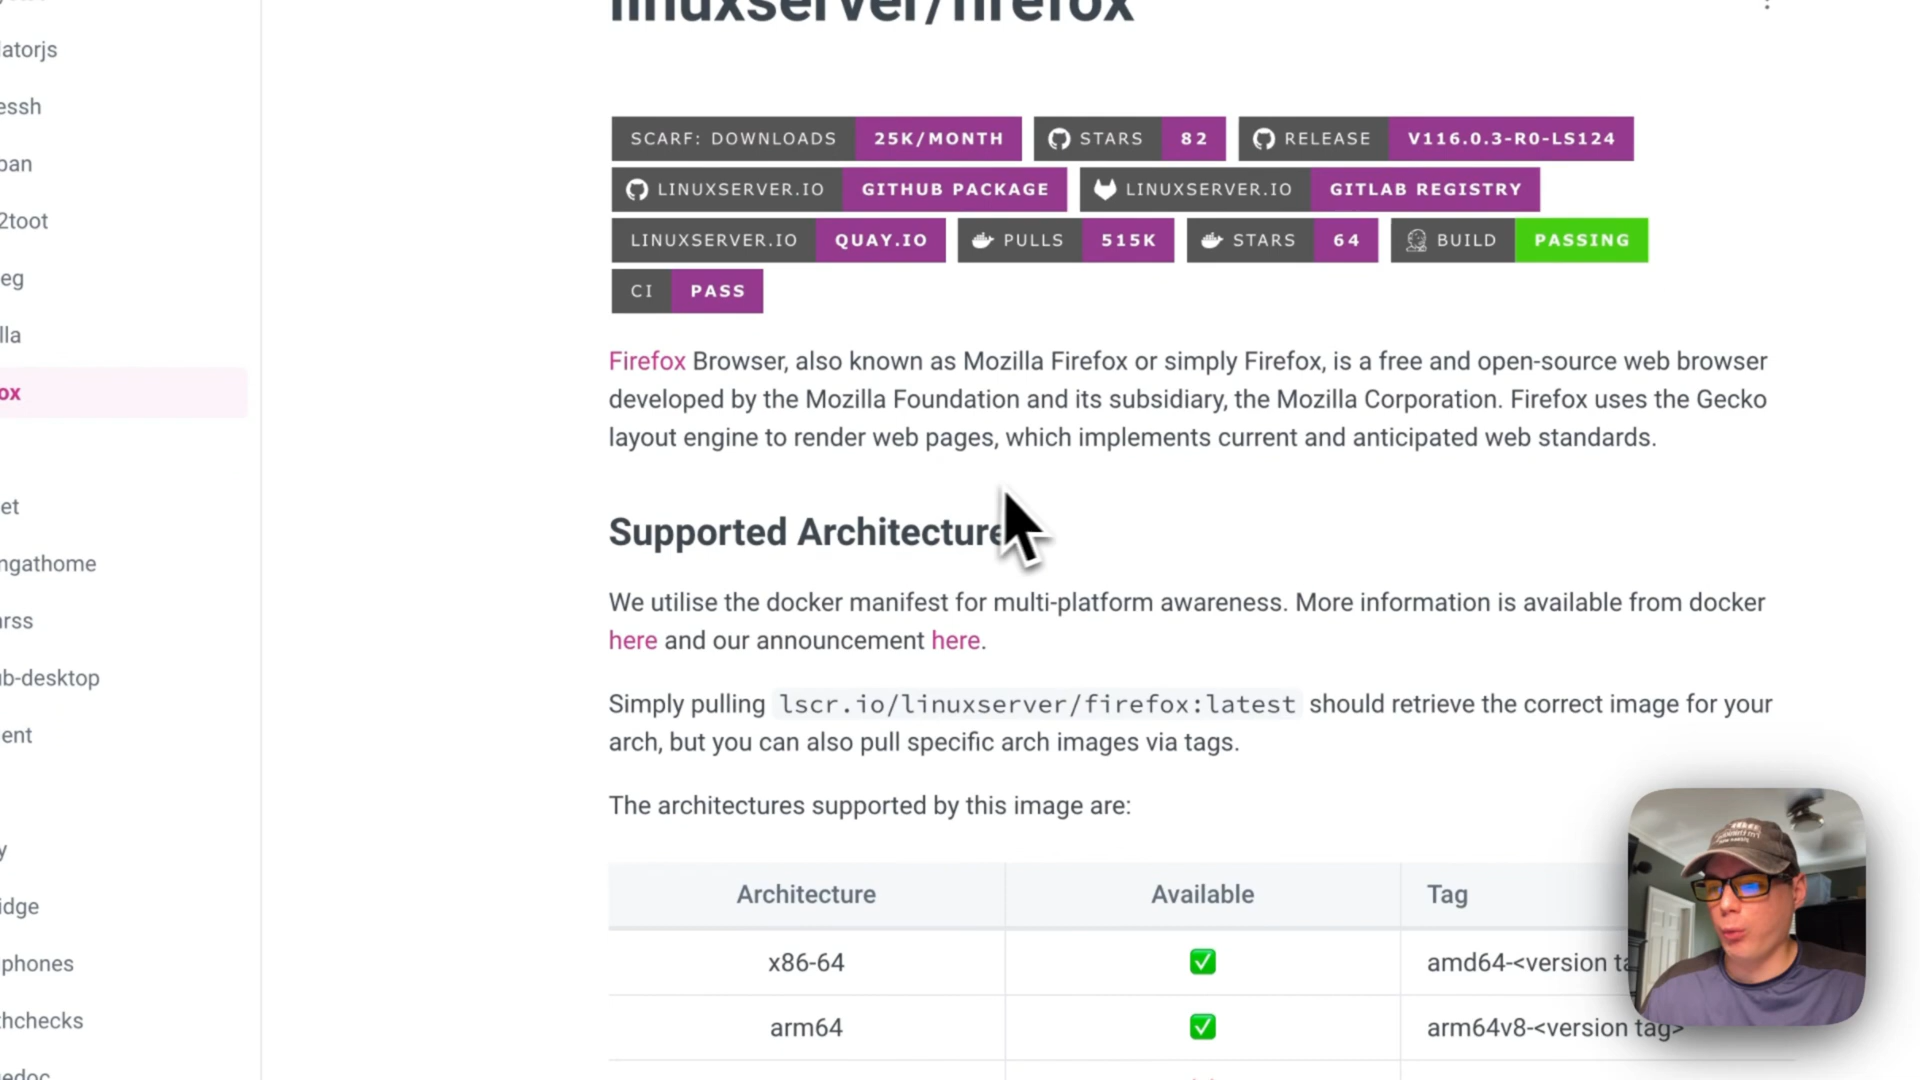 linuxserver/firefox
latorjs
essh
2toot
eg
lla
ox
et
ngathome
rss
b-desktop
ent
y
idge
phones
thchecks
edoc
SCARF: DOWNLOADS 25K/MONTH STARS 82 RELEASE V116.0.3-R0-LS124
LINUXSERVER.IO GITHUB PACKAGE LINUXSERVER.IO GITLAB REGISTRY
LINUXSERVER.IO QUAY.IO PULLS 515K STARS 64 BUILD PASSING
CI PASS
Firefox Browser, also known as Mozilla Firefox or simply Firefox, is a free and open-source web browser
developed by the Mozilla Foundation and its subsidiary, the Mozilla Corporation. Firefox uses the Gecko
layout engine to render web pages, which implements current and anticipated web standards.
Supported Architecture
We utilise the docker manifest for multi-platform awareness. More information is available from docker
here and our announcement here.
Simply pulling lscr.io/linuxserver/firefox:latest should retrieve the correct image for your
arch, but you can also pull specific arch images via tags.
The architectures supported by this image are:
Architecture Available Tag
x86-64 ✅ amd64-<version ta
arm64 ✅ arm64v8-<version tag>